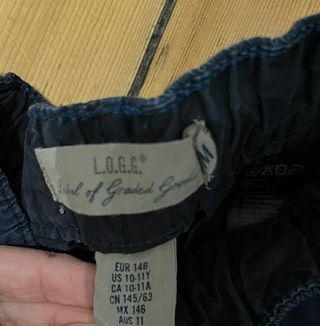 L.O.G.G.®
Label of Graded Goods
M
EUR 146
US 10-11Y
CA 10-11A
CN 145/63
MX 146
AUS 11